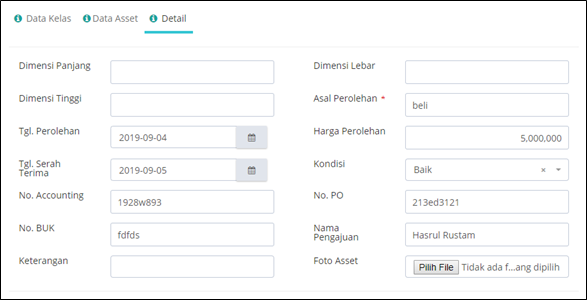 Data Kelas Data Asset Detail
Dimensi Panjang Dimensi Lebar
Dimensi Tinggi Asal Perolehan * beli
Tgl. Perolehan 2019-09-04 Harga Perolehan 5,000,000
Tgl. Serah Terima 2019-09-05 Kondisi Baik × 
No. Accounting 1928w893 No. PO 213ed3121
No. BUK fdfds Nama Pengajuan Hasrul Rustam
Keterangan Foto Asset Pilih File Tidak ada f...ang dipilih